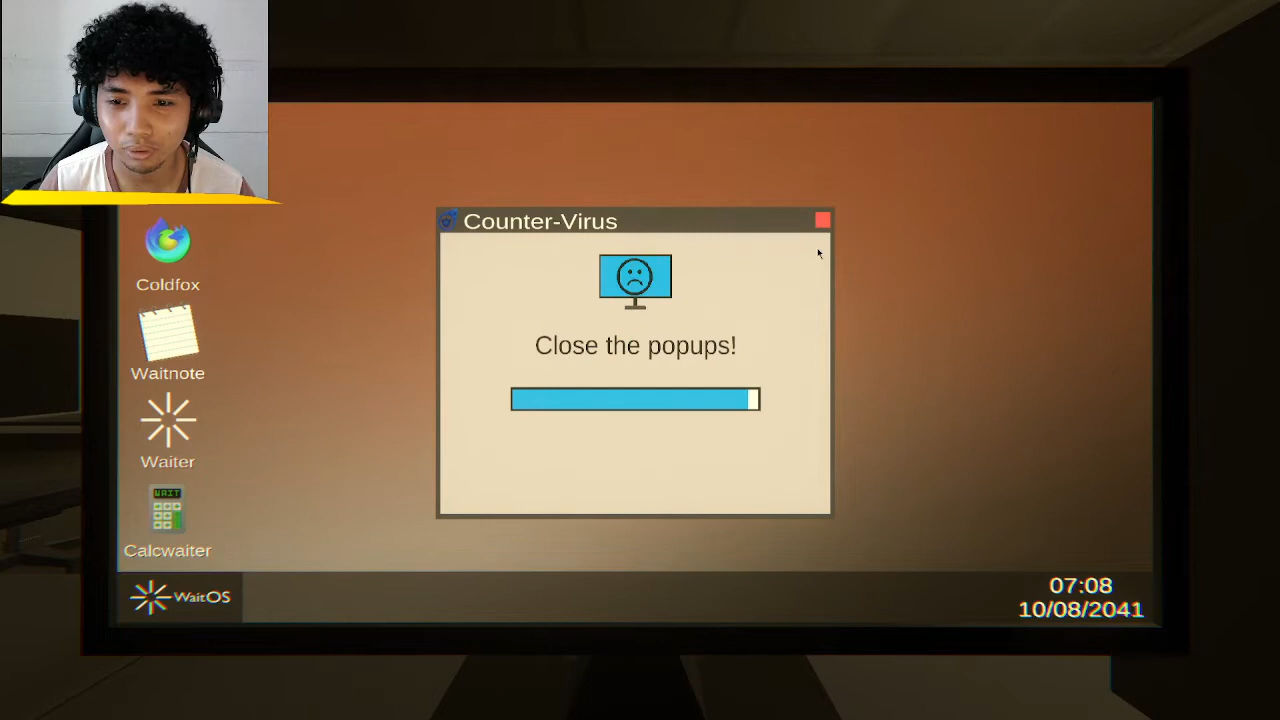 Counter-Virus
Close the popups!
Coldfox
Waitnote
Waiter
WAIT
Calcwaiter
WaitOS
07:08
10/08/2041